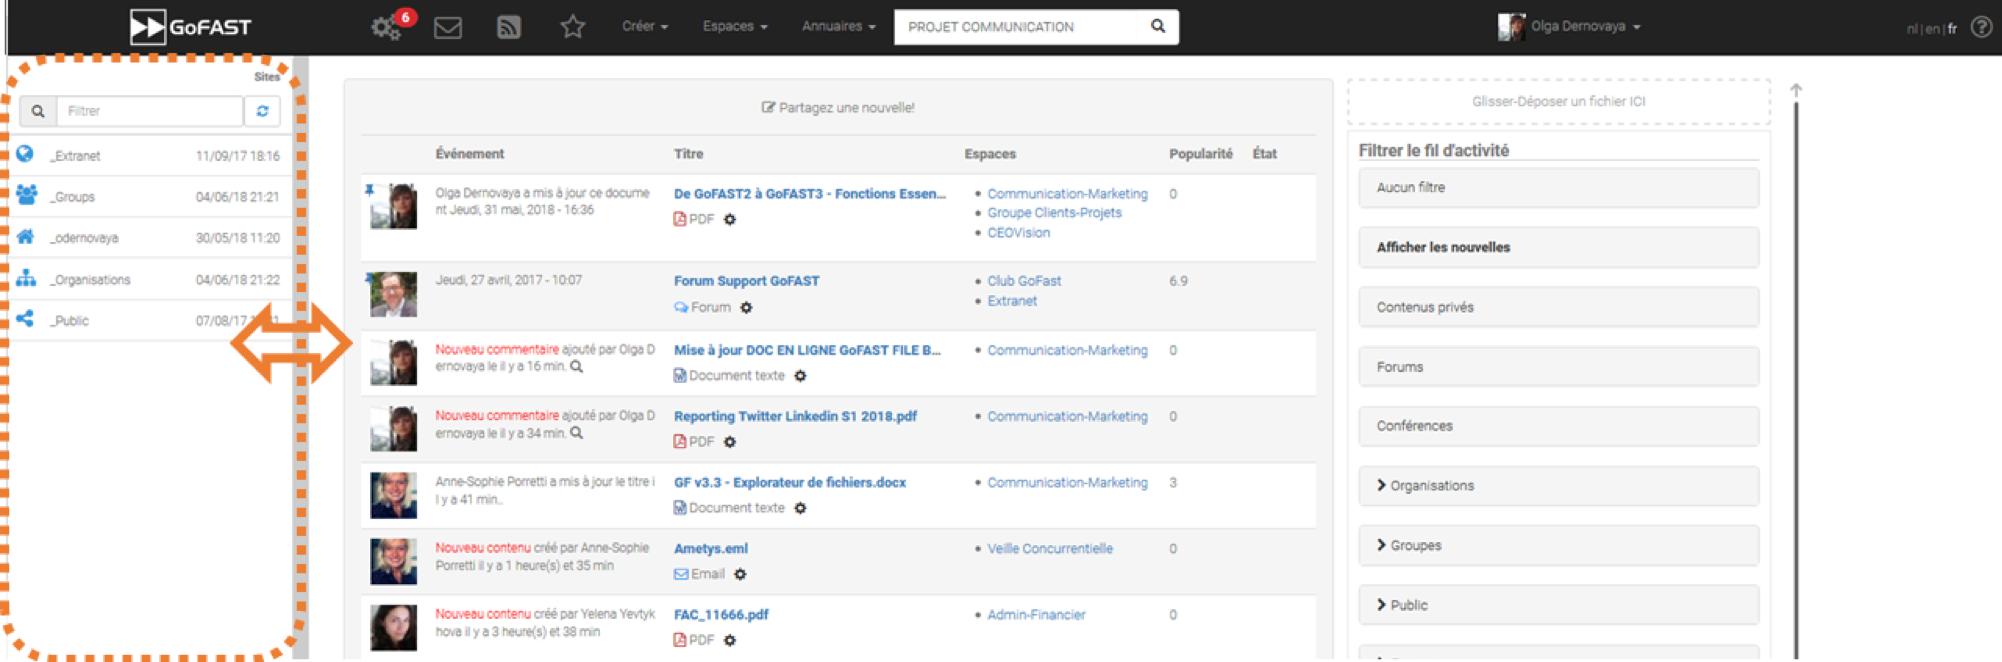 GoFAST
6
Créer
Espaces
Annuaires
PROJET COMMUNICATION
Olga Dernovaya
nl|en|fr
Sites
Filtrer
_Extranet 11/09/17 18:16
_Groups 04/06/18 21:21
_odernovaya 30/05/18 11:20
_Organisations 04/06/18 21:22
_Public 07/08/17
Partagez une nouvelle!
Événement Titre Espaces Popularité État
Olga Dernovaya a mis à jour ce docume
nt Jeudi, 31 mai, 2018 - 16:36
De GoFAST2 à GoFAST3 - Fonctions Essen...
PDF
Communication-Marketing
Groupe Clients-Projets
CEOVision
0
Jeudi, 27 avril, 2017 - 10:07
Forum Support GoFAST
Forum
Club GoFast
Extranet
6.9
Nouveau commentaire ajouté par Olga D
ernovaya le il y a 16 min.
Mise à jour DOC EN LIGNE GoFAST FILE B...
Document texte
Communication-Marketing
0
Nouveau commentaire ajouté par Olga D
ernovaya le il y a 34 min.
Reporting Twitter Linkedin S1 2018.pdf
PDF
Communication-Marketing
0
Anne-Sophie Porretti a mis à jour le titre i
l y a 41 min..
GF v3.3 - Explorateur de fichiers.docx
Document texte
Communication-Marketing
3
Nouveau contenu créé par Anne-Sophie
Porretti il y a 1 heure(s) et 35 min
Ametys.eml
Email
Veille Concurrentielle
0
Nouveau contenu créé par Yelena Yevtyk
hova il y a 3 heure(s) et 38 min
FAC_11666.pdf
PDF
Admin-Financier
0
Glisser-Déposer un fichier ICI
Filtrer le fil d'activité
Aucun filtre
Afficher les nouvelles
Contenus privés
Forums
Conférences
Organisations
Groupes
Public